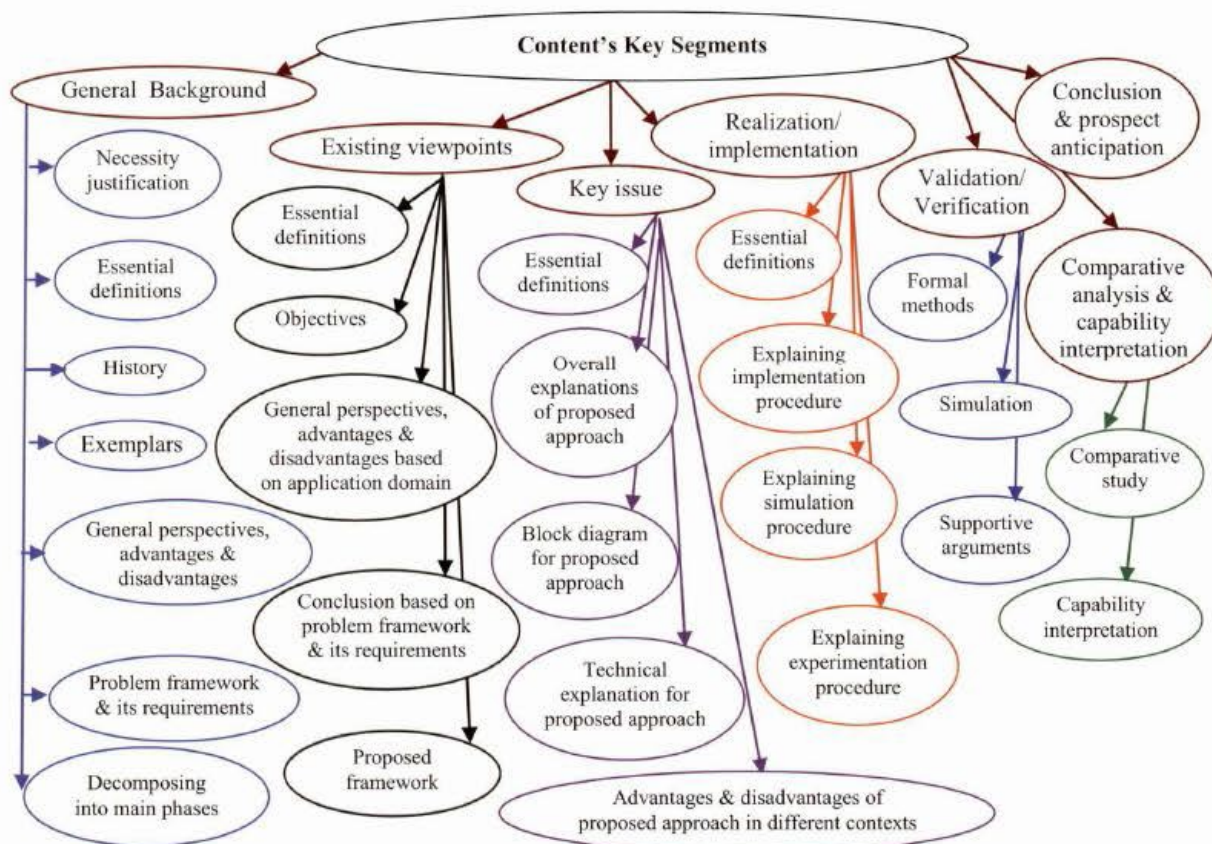 Content's Key Segments
General Background
Necessity
justification
Essential
definitions
History
Exemplars
General perspectives,
advantages &
disadvantages
Problem framework
& its requirements
Decomposing
into main phases
Existing viewpoints
Essential
definitions
Objectives
General perspectives,
advantages &
disadvantages based
on application domain
Conclusion based on
problem framework
& its requirements
Proposed
framework
Key issue
Essential
definitions
Overall
explanations
of proposed
approach
Block diagram
for proposed
approach
Technical
explanation for
proposed approach
Advantages & disadvantages of
proposed approach in different contexts
Realization/
implementation
Essential
definitions
Explaining
implementation
procedure
Explaining
simulation
procedure
Explaining
experimentation
procedure
Validation/
Verification
Formal
methods
Simulation
Supportive
arguments
Comparative
analysis &
capability
interpretation
Comparative
study
Capability
interpretation
Conclusion
& prospect
anticipation